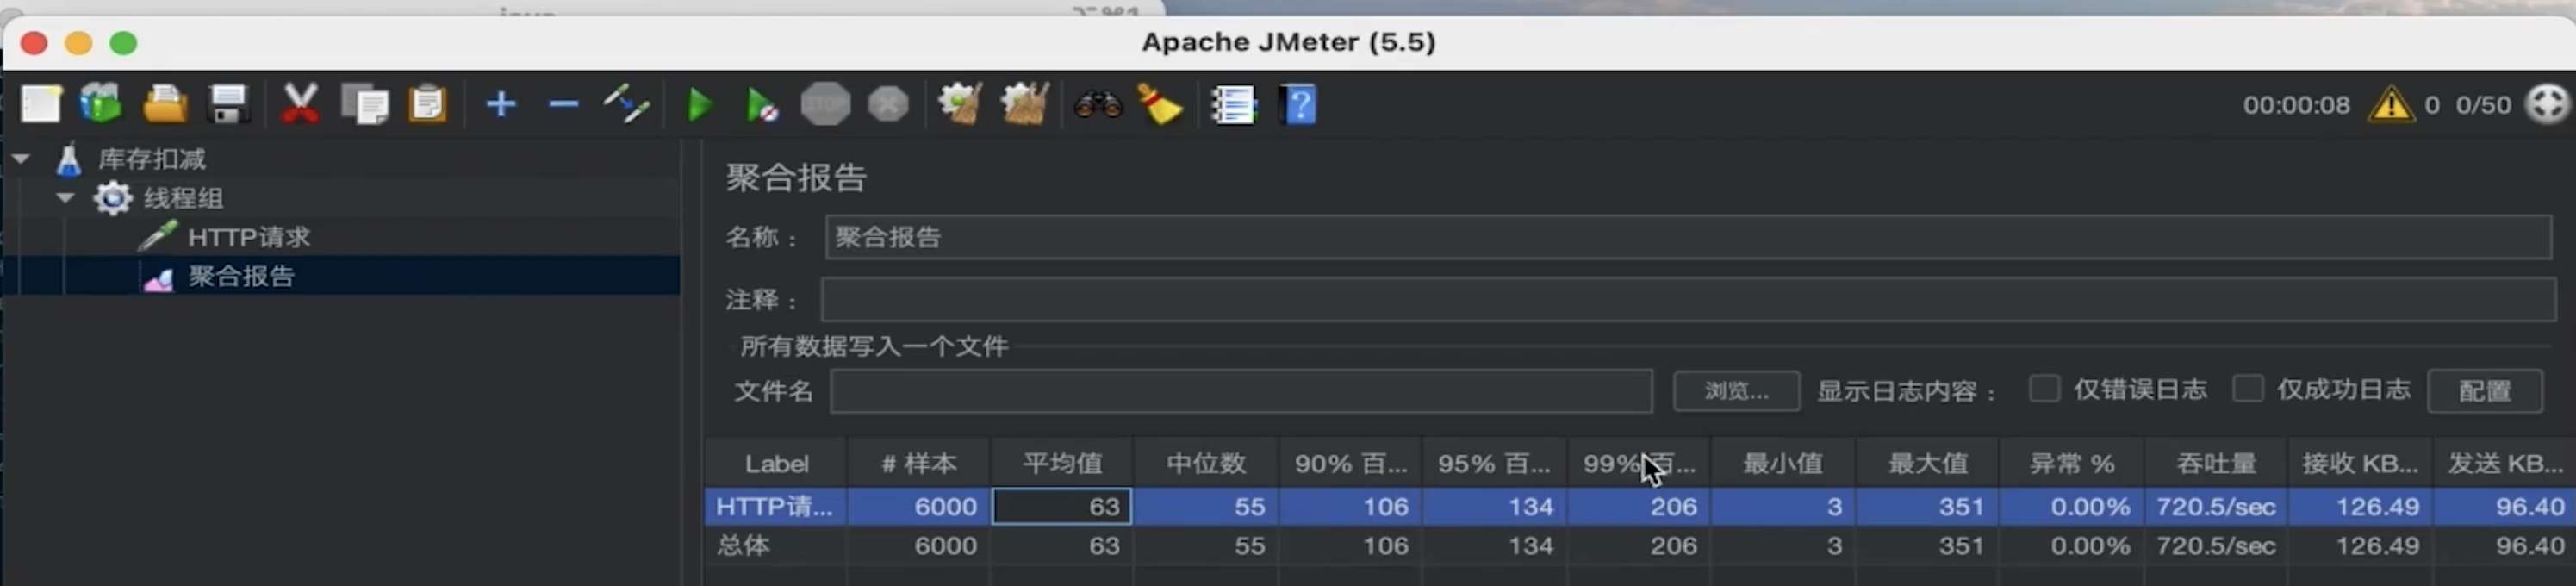 Apache JMeter (5.5)
STOP
00:00:08 0 0/50
库存扣减
线程组
HTTP请求
聚合报告
聚合报告
名称： 聚合报告
注释：
所有数据写入一个文件
文件名 浏览... 显示日志内容： 仅错误日志 仅成功日志 配置
Label # 样本 平均值 中位数 90% 百... 95% 百... 99% 百... 最小值 最大值 异常 % 吞吐量 接收 KB... 发送 KB...
HTTP请... 6000 63 55 106 134 206 3 351 0.00% 720.5/sec 126.49 96.40
总体 6000 63 55 106 134 206 3 351 0.00% 720.5/sec 126.49 96.40